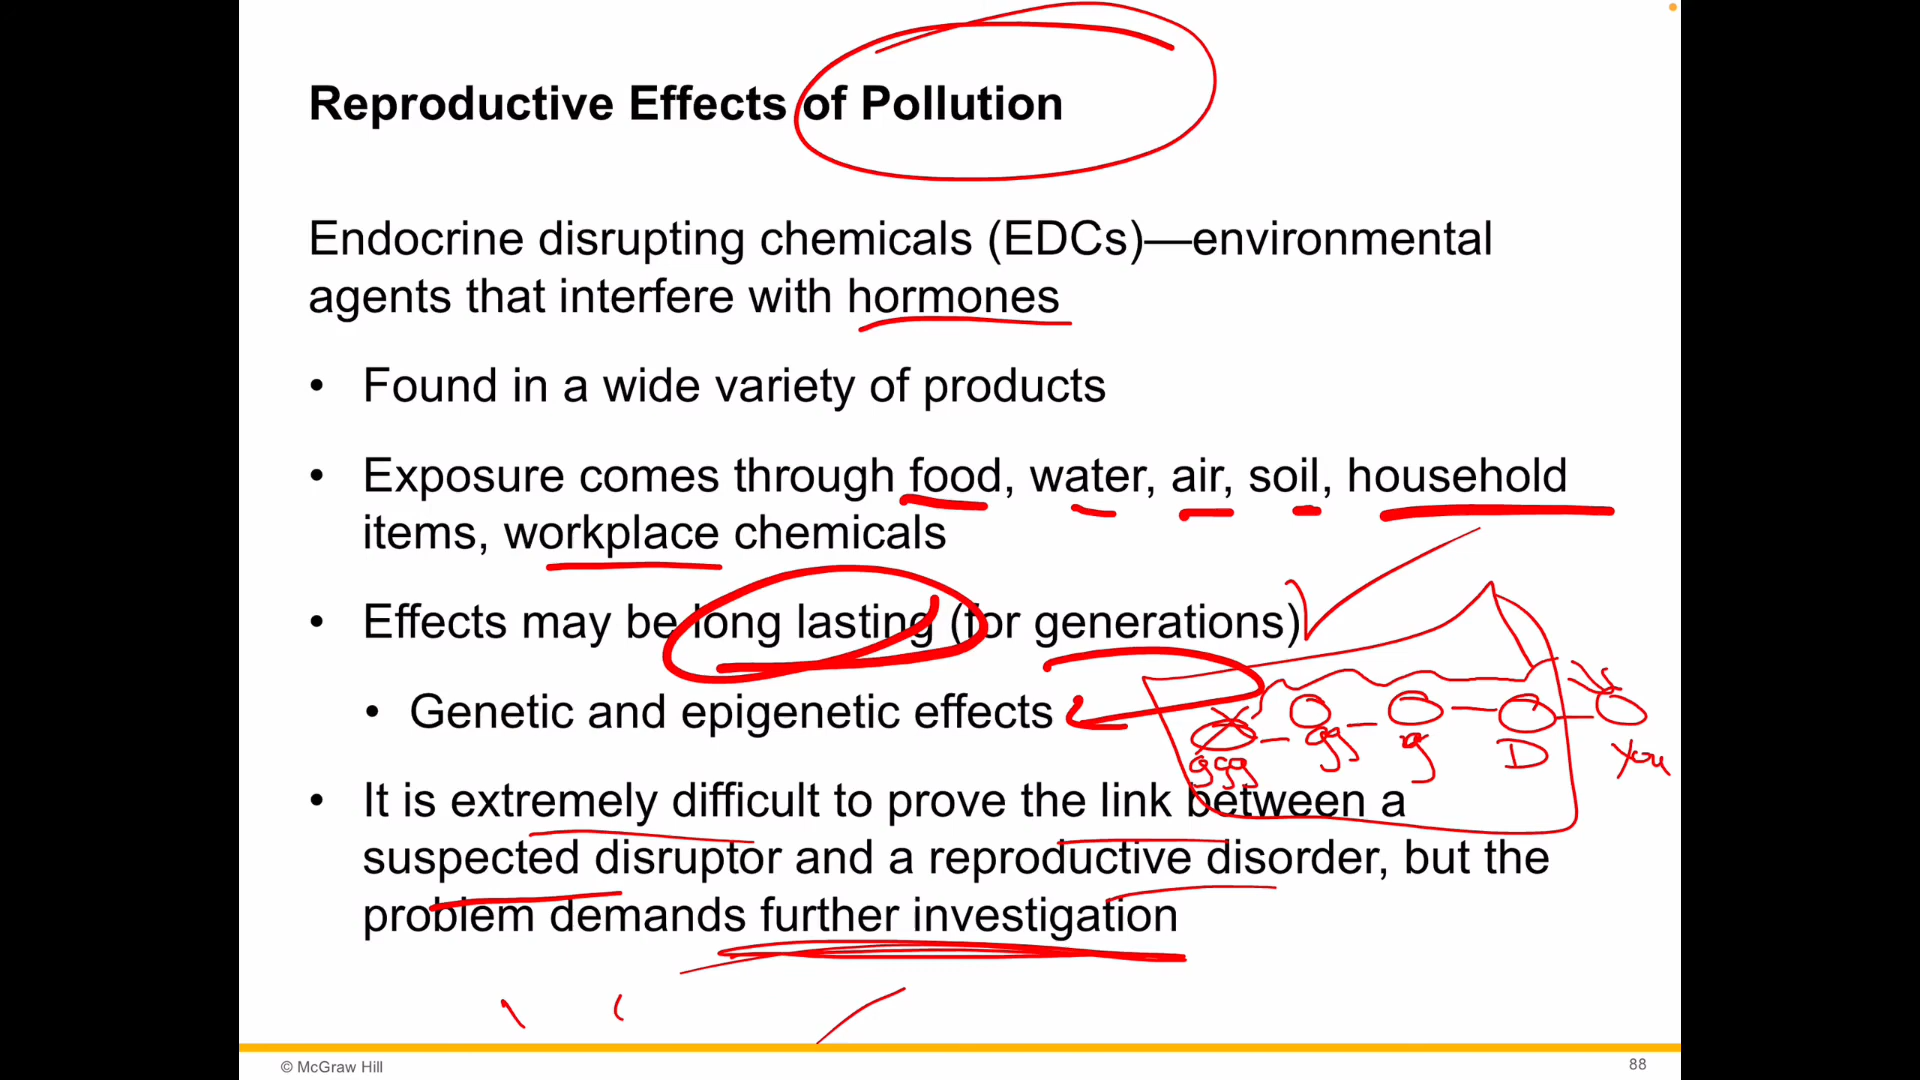 Reproductive Effects of Pollution
Endocrine disrupting chemicals (EDCs)—environmental
agents that interfere with hormones
• Found in a wide variety of products
• Exposure comes through food, water, air, soil, household
items, workplace chemicals
• Effects may be long lasting (for generations)
• Genetic and epigenetic effects
ggg gg g D You
• It is extremely difficult to prove the link between a
suspected disruptor and a reproductive disorder, but the
problem demands further investigation
© McGraw Hill
88